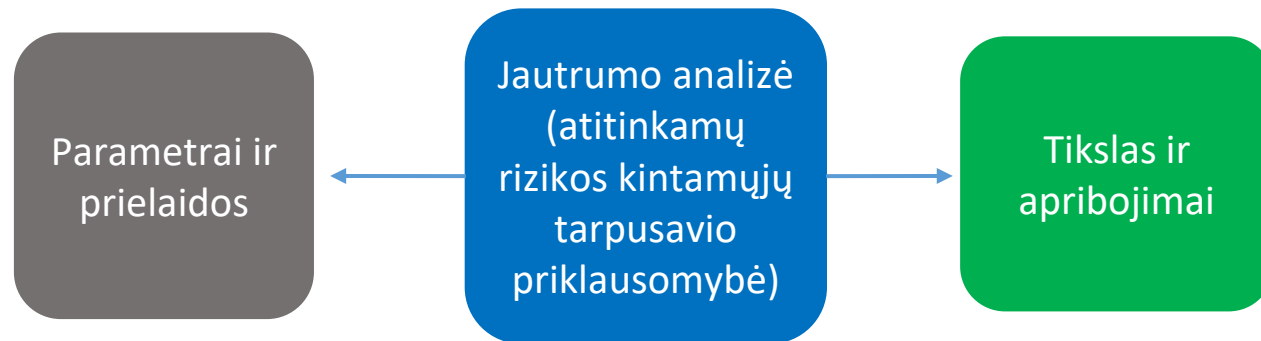 Parametrai ir
prielaidos
Jautrumo analizė
(atitinkamų
rizikos kintamųjų
tarpusavio
priklausomybė)
Tikslas ir
apribojimai